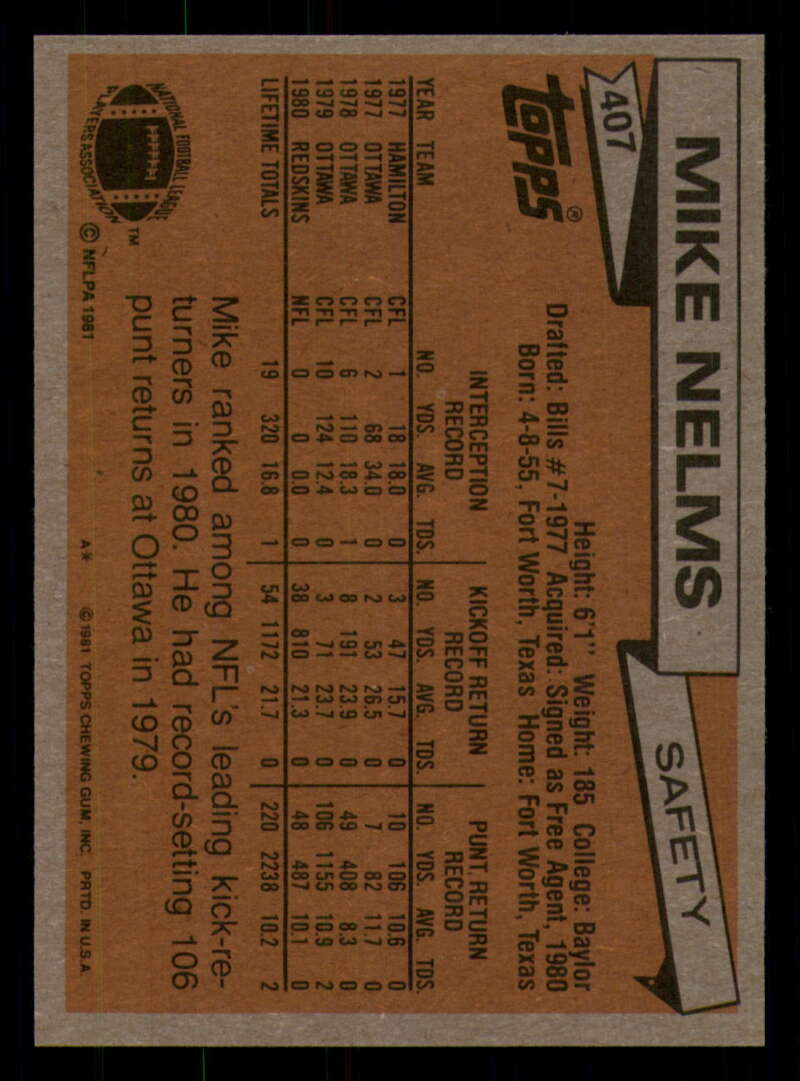 407
MIKE NELMS
SAFETY
TOPPS®
Height: 6'1" Weight: 185 College: Baylor
Drafted: Bills #7-1977 Acquired: Signed as Free Agent, 1980
Born: 4-8-55, Fort Worth, Texas Home: Fort Worth, Texas
INTERCEPTION RECORD KICKOFF RETURN RECORD PUNT RETURN RECORD
YEAR TEAM NO. YDS. AVG. TDS. NO. YDS. AVG. TDS. NO. YDS. AVG. TDS.
1977 HAMILTON CFL 1 18 18.0 0 3 47 15.7 0 10 106 10.6 0
1977 OTTAWA CFL 2 68 34.0 0 2 53 26.5 0 7 82 11.7 0
1978 OTTAWA CFL 6 110 18.3 1 8 191 23.9 0 49 408 8.3 0
1979 OTTAWA CFL 10 124 12.4 0 3 71 23.7 0 106 1155 10.9 2
1980 REDSKINS NFL 0 0 0.0 0 38 810 21.3 0 48 487 10.1 0
LIFETIME TOTALS 19 320 16.8 1 54 1172 21.7 0 220 2238 10.2 2
Mike ranked among NFL's leading kick-re-
turners in 1980. He had record-setting 106
punt returns at Ottawa in 1979.
NATIONAL FOOTBALL LEAGUE
PLAYERS ASSOCIATION
TM
© NFLPA 1981
A* ©1981 TOPPS CHEWING GUM, INC. PRTD. IN U.S.A.